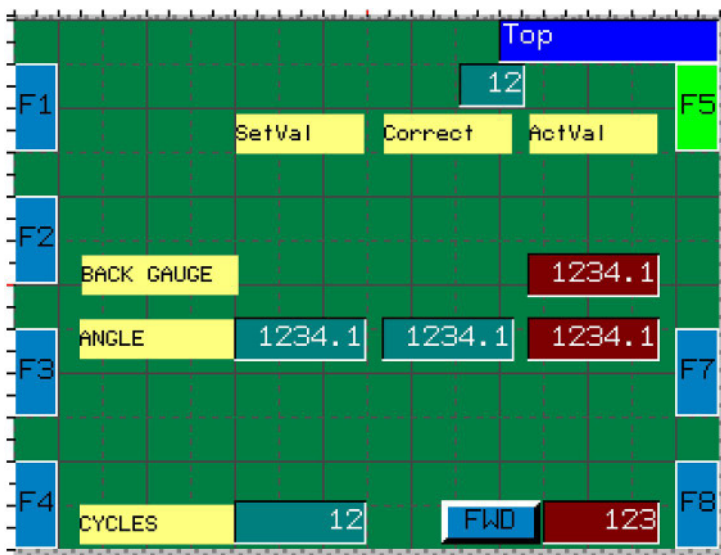 Top
12
F1 F5
SetVal Correct ActVal
F2
BACK GAUGE 1234.1
ANGLE 1234.1 1234.1 1234.1
F3 F7
F4 F8
CYCLES 12 FWD 123